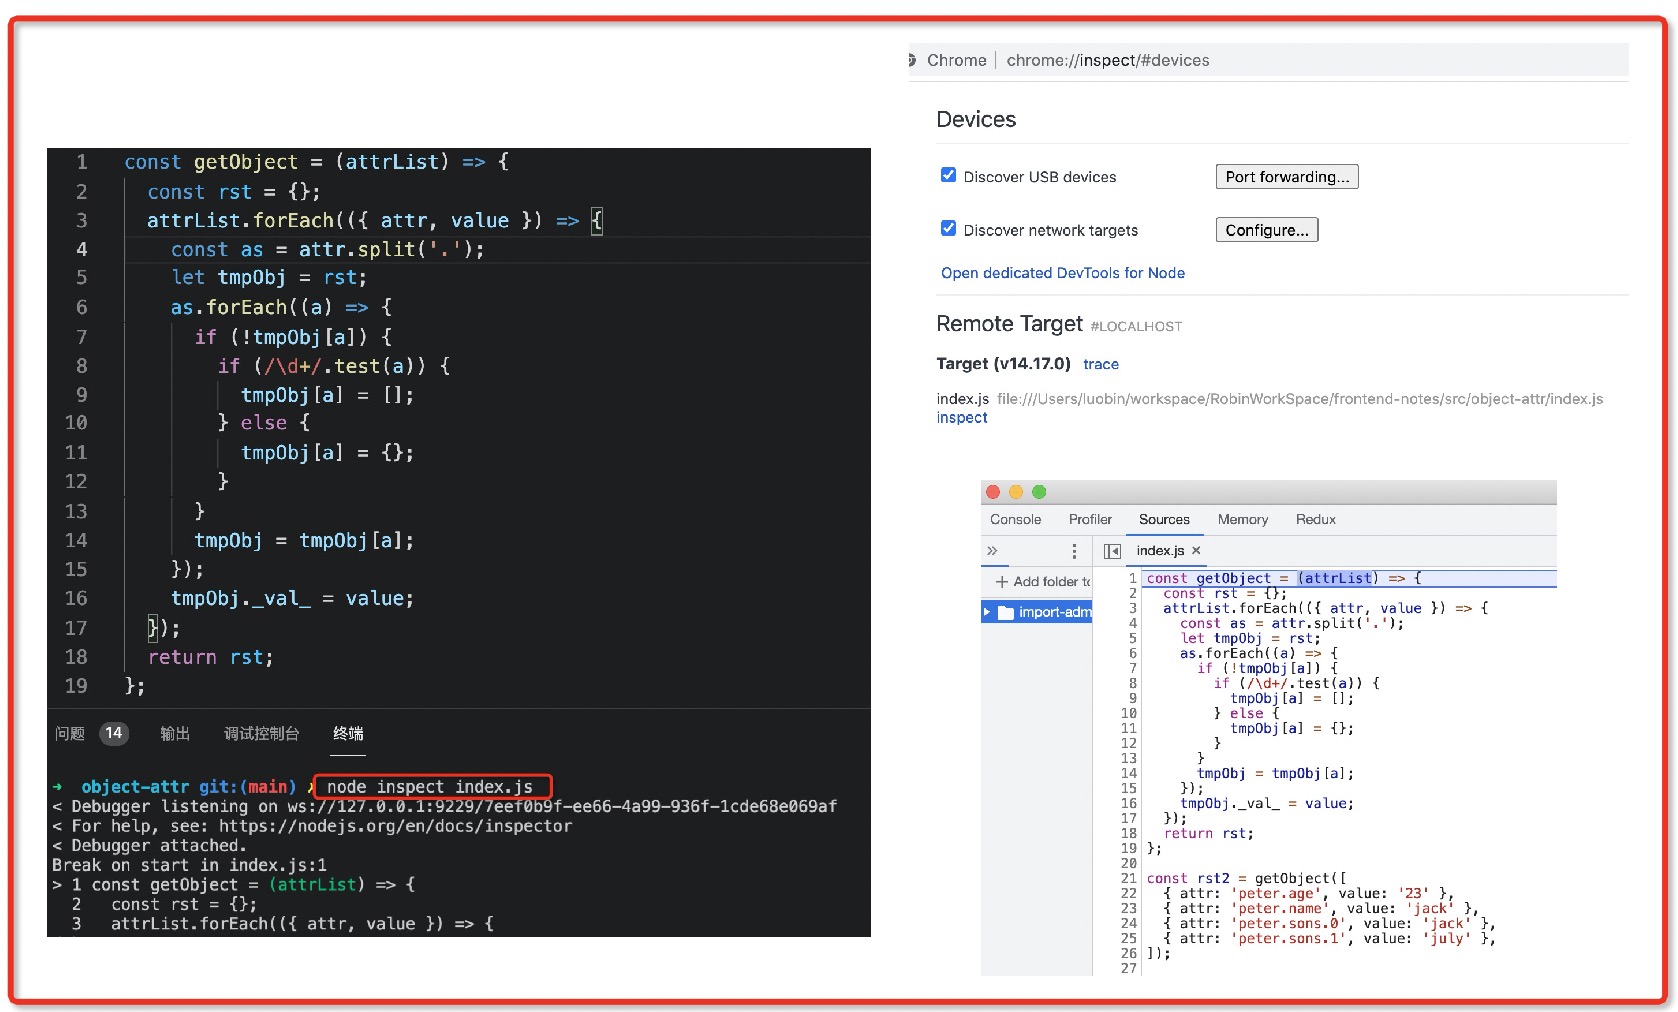 1 const getObject = (attrList) => {
2 const rst = {};
3 attrList.forEach(({ attr, value }) => {
4 const as = attr.split('.');
5 let tmpObj = rst;
6 as.forEach((a) => {
7 if (!tmpObj[a]) {
8 if (/\d+/.test(a)) {
9 tmpObj[a] = [];
10 } else {
11 tmpObj[a] = {};
12 }
13 }
14 tmpObj = tmpObj[a];
15 });
16 tmpObj._val_ = value;
17 });
18 return rst;
19 };
问题 14 输出 调试控制台 终端
➜ object-attr git:(main) ✗ node inspect index.js
< Debugger listening on ws://127.0.0.1:9229/7eef0b9f-ee66-4a99-936f-1cde68e069af
< For help, see: https://nodejs.org/en/docs/inspector
< Debugger attached.
Break on start in index.js:1
> 1 const getObject = (attrList) => {
2 const rst = {};
3 attrList.forEach(({ attr, value }) => {
Chrome | chrome://inspect/#devices
Devices
Discover USB devices Port forwarding...
Discover network targets Configure...
Open dedicated DevTools for Node
Remote Target #LOCALHOST
Target (v14.17.0) trace
index.js file:///Users/luobin/workspace/RobinWorkSpace/frontend-notes/src/object-attr/index.js
inspect
Console Profiler Sources Memory Redux
» ⋮ index.js ×
+ Add folder to
import-adm
1 const getObject = (attrList) => {
2 const rst = {};
3 attrList.forEach(({ attr, value }) => {
4 const as = attr.split('.');
5 let tmpObj = rst;
6 as.forEach((a) => {
7 if (!tmpObj[a]) {
8 if (/\d+/.test(a)) {
9 tmpObj[a] = [];
10 } else {
11 tmpObj[a] = {};
12 }
13 }
14 tmpObj = tmpObj[a];
15 });
16 tmpObj._val_ = value;
17 });
18 return rst;
19 };
20
21 const rst2 = getObject([
22 { attr: 'peter.age', value: '23' },
23 { attr: 'peter.name', value: 'jack' },
24 { attr: 'peter.sons.0', value: 'jack' },
25 { attr: 'peter.sons.1', value: 'july' },
26 ]);
27